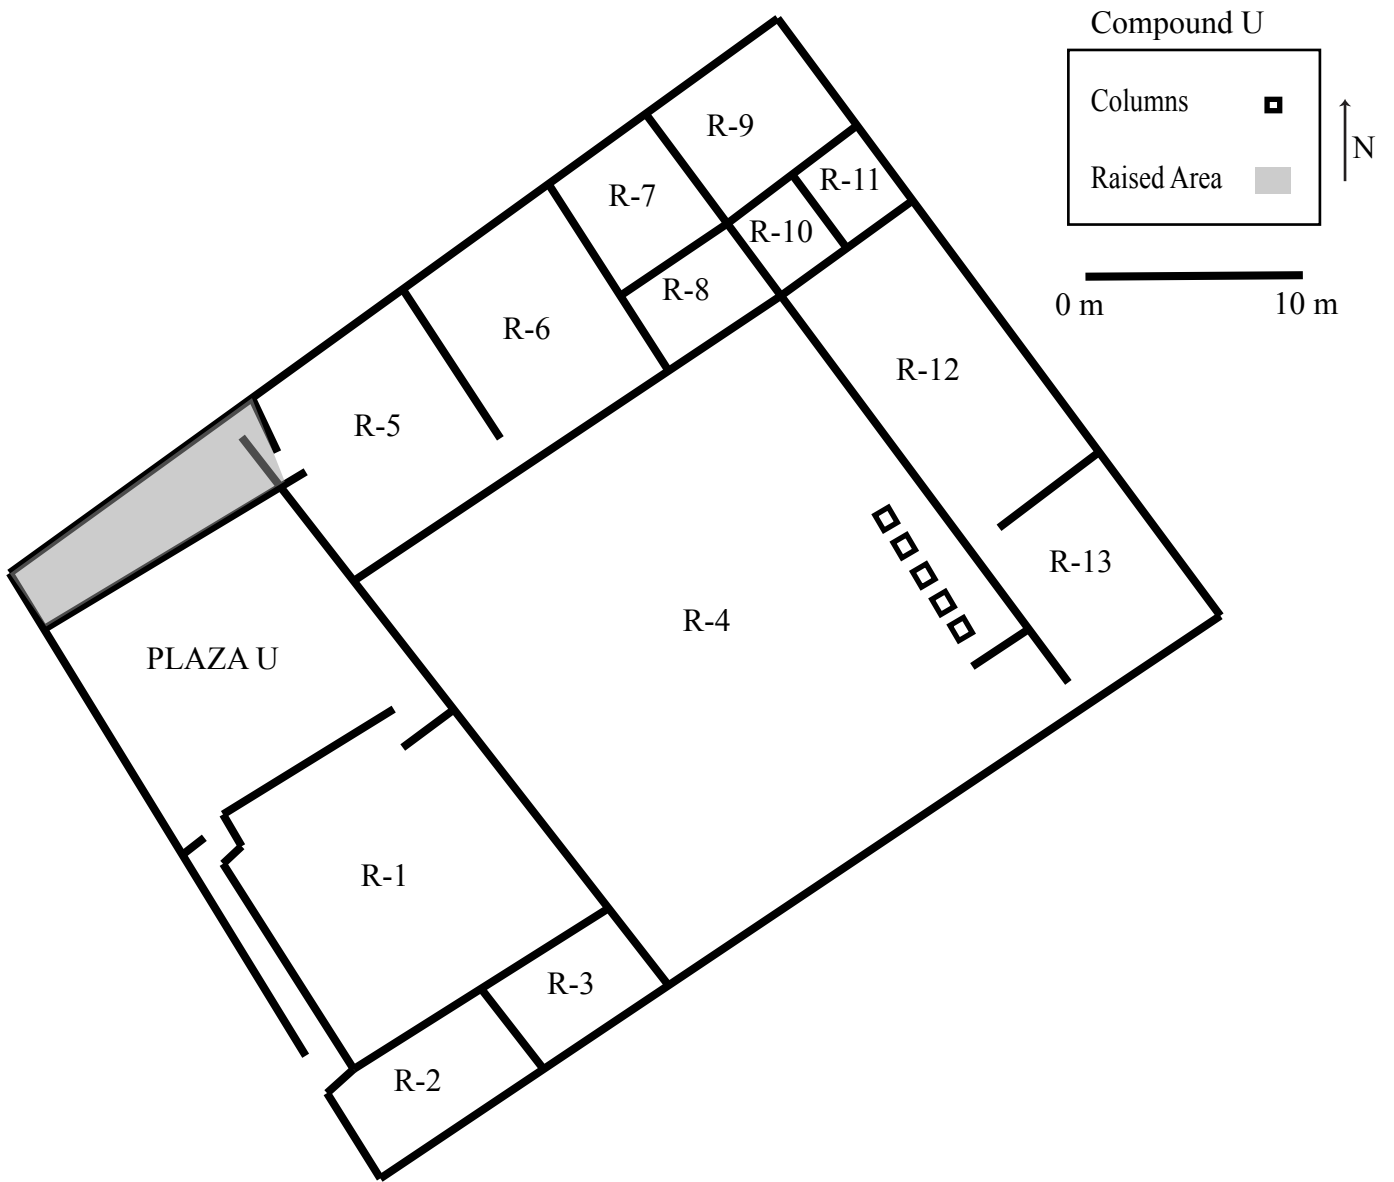 Compound U
Columns
Raised Area
N
0 m 10 m
R-9
R-7
R-11
R-10
R-8
R-6
R-12
R-5
R-13
R-4
PLAZA U
R-1
R-3
R-2